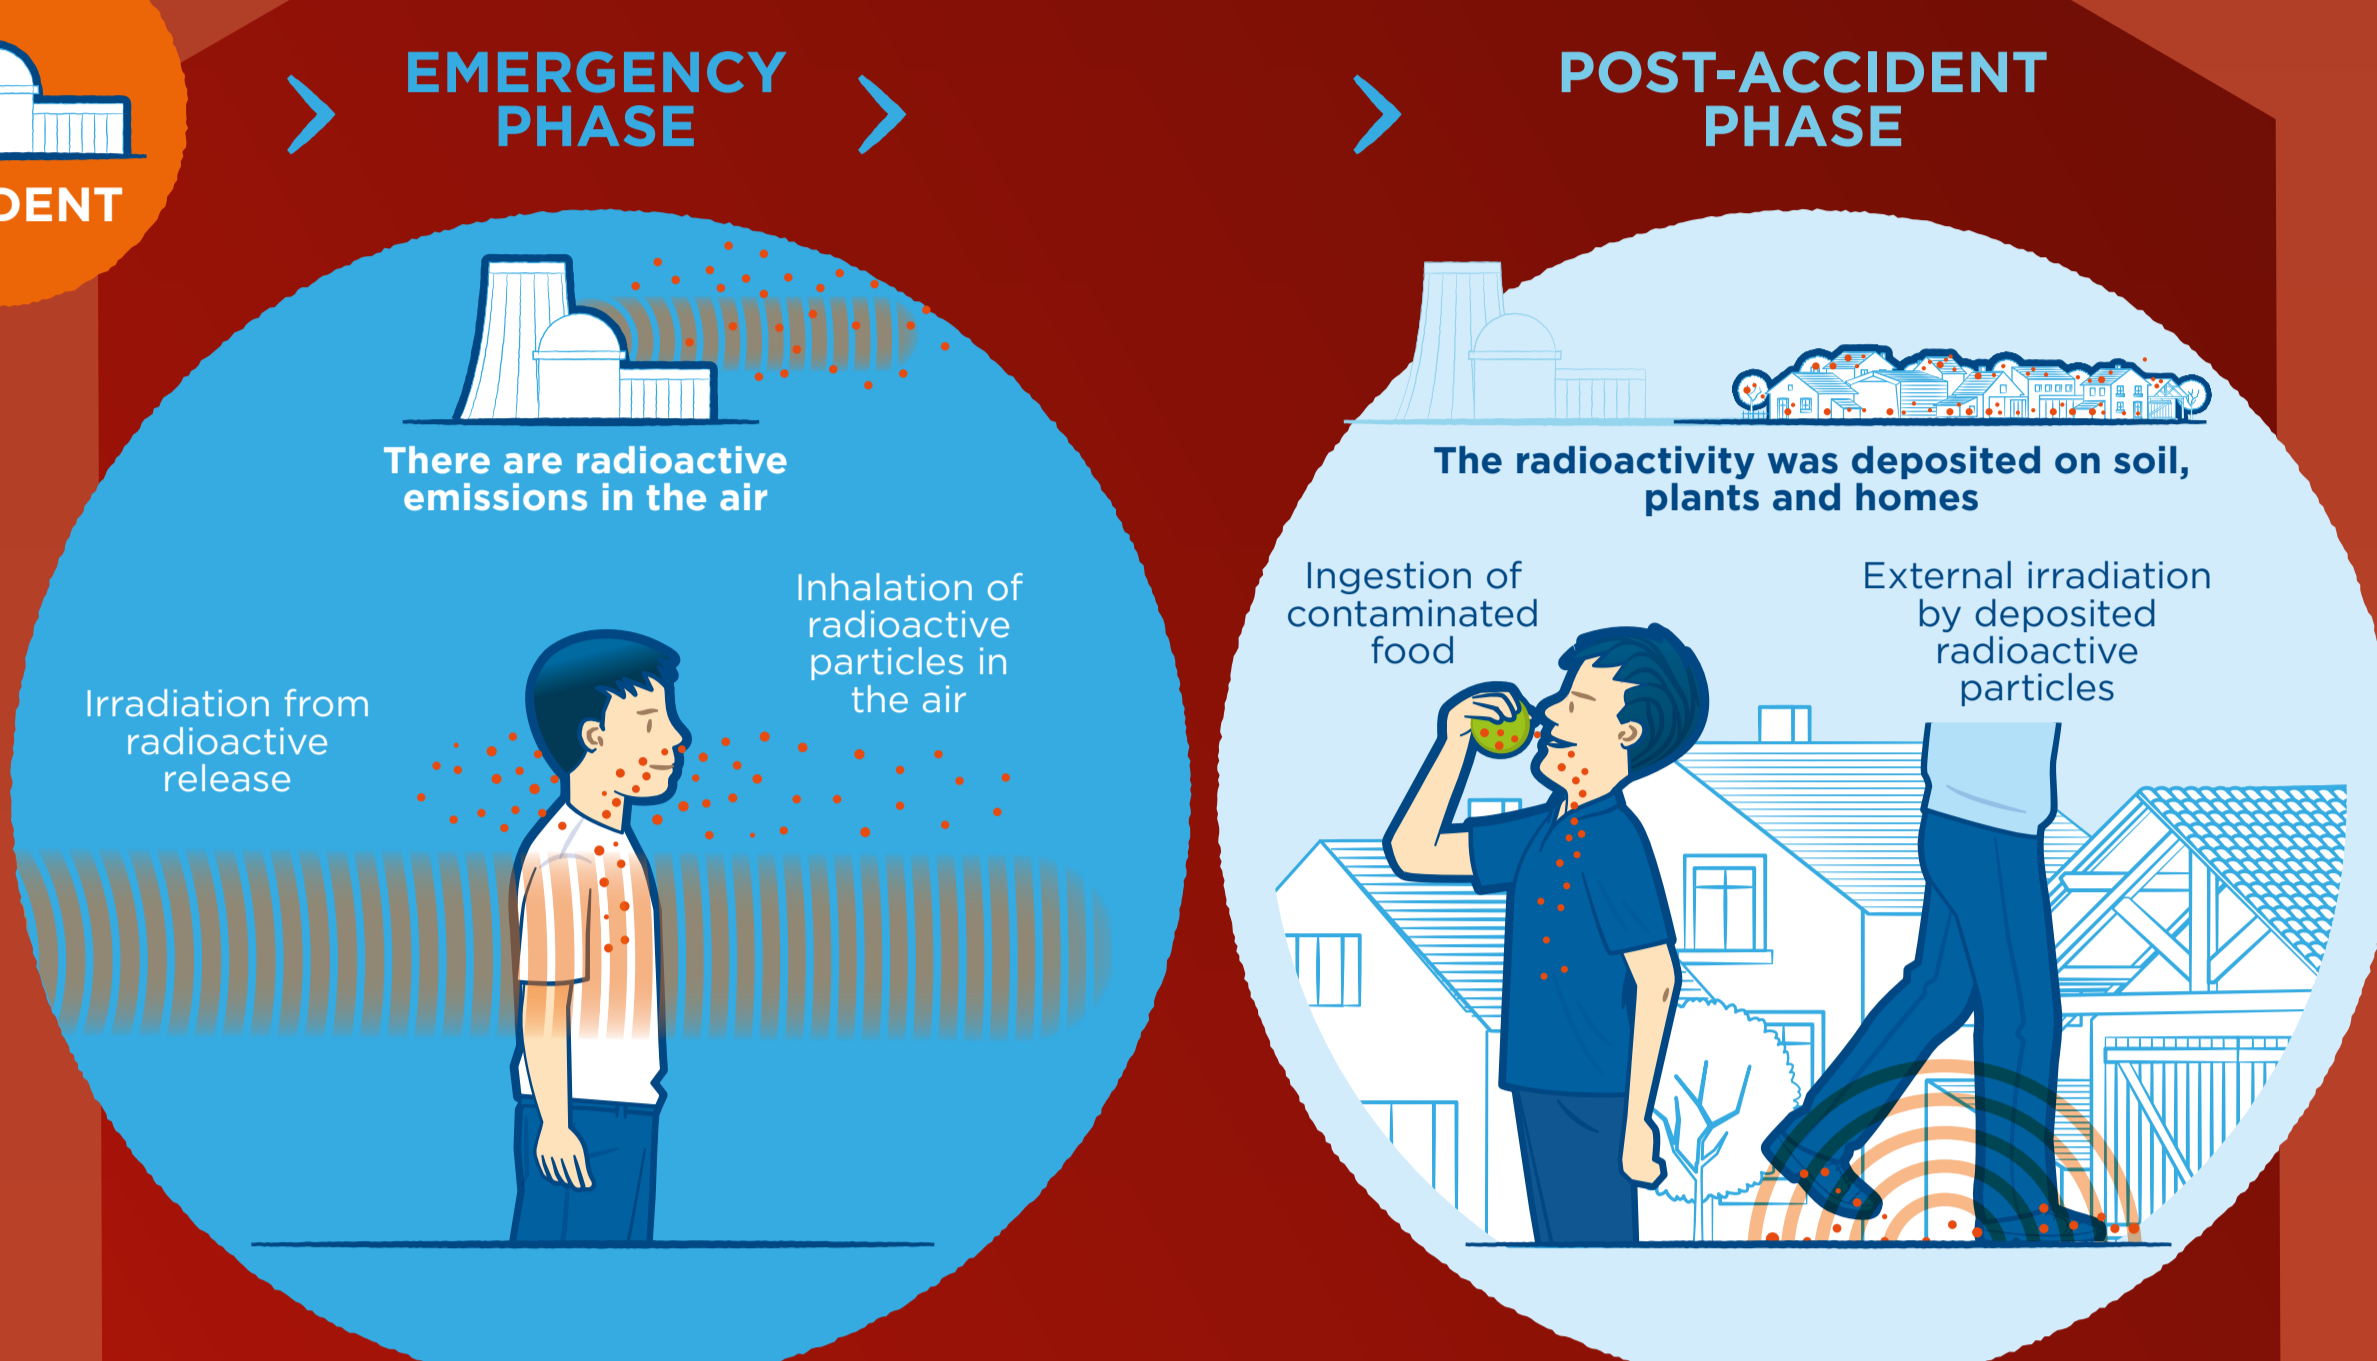 DENT
EMERGENCY
PHASE
There are radioactive
emissions in the air
Irradiation from
radioactive
release
Inhalation of
radioactive
particles in
the air
POST-ACCIDENT
PHASE
The radioactivity was deposited on soil,
plants and homes
Ingestion of
contaminated
food
External irradiation
by deposited
radioactive
particles